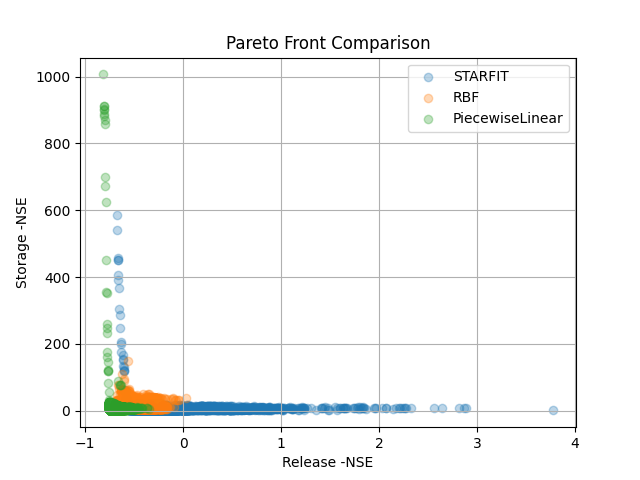 Pareto Front Comparison
STARFIT
RBF
PiecewiseLinear
1000
800
600
400
200
0
Storage -NSE
−1
0
1
2
3
4
Release -NSE